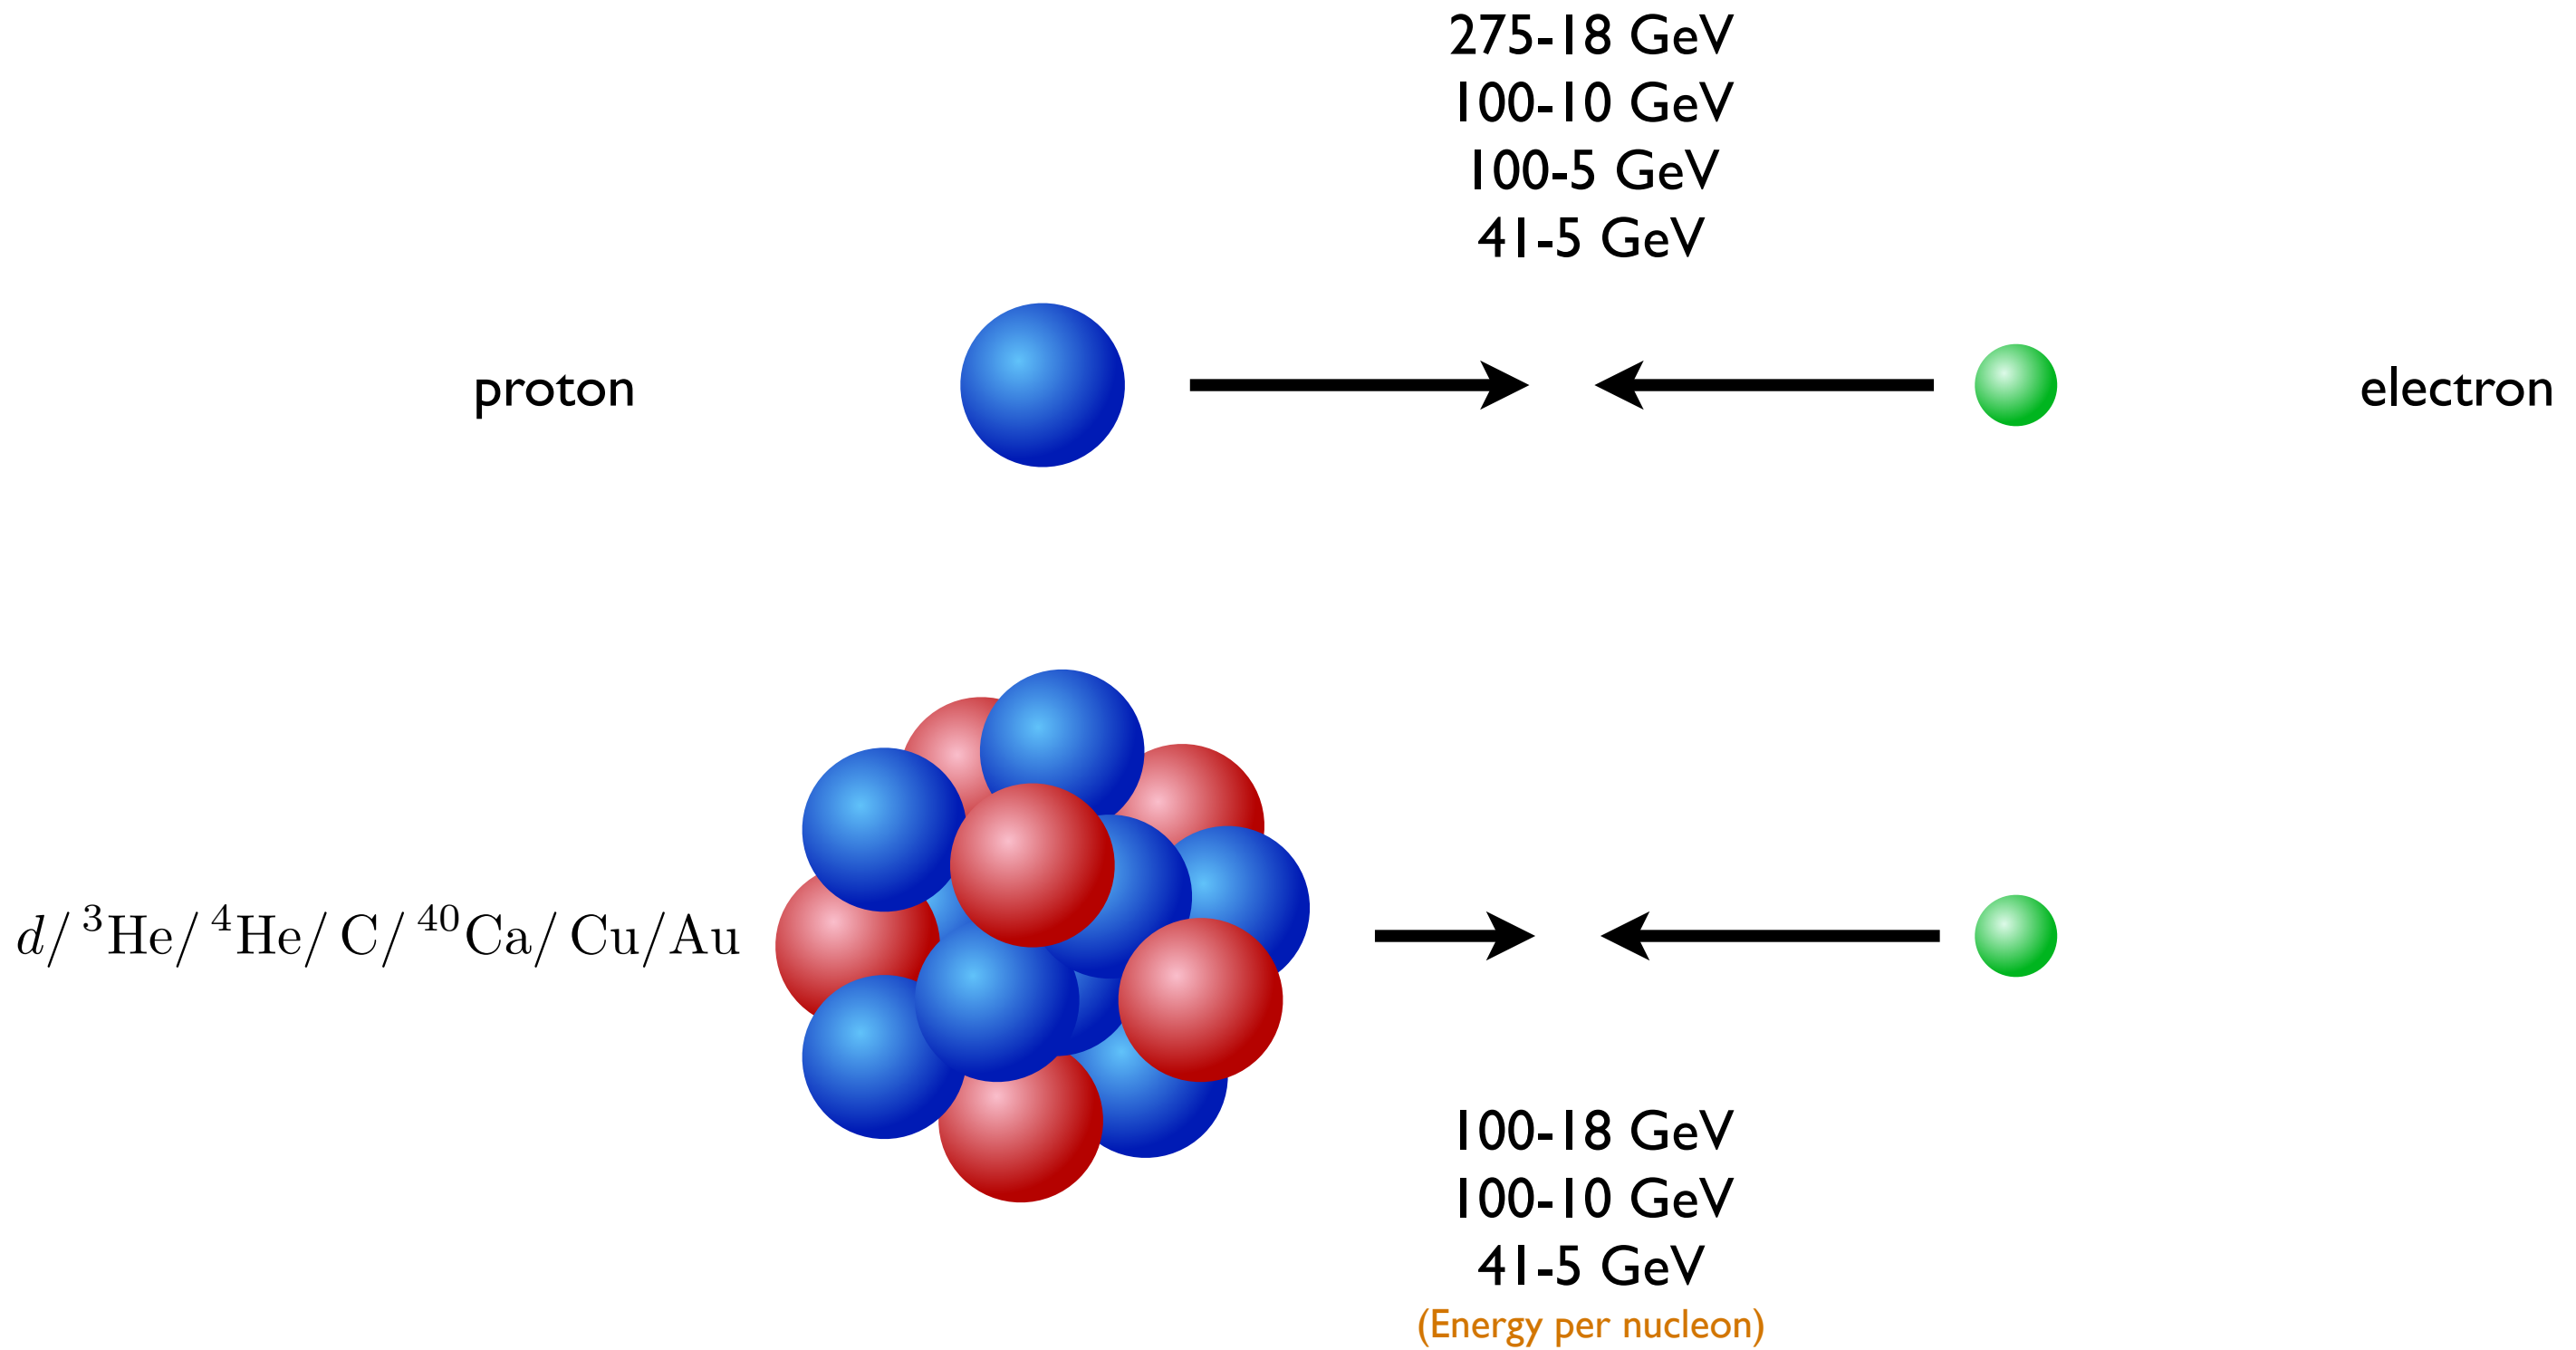 275-18 GeV
100-10 GeV
100-5 GeV
41-5 GeV
proton
electron
d/ ³He/ ⁴He/ C/ ⁴⁰Ca/ Cu/Au
100-18 GeV
100-10 GeV
41-5 GeV
(Energy per nucleon)